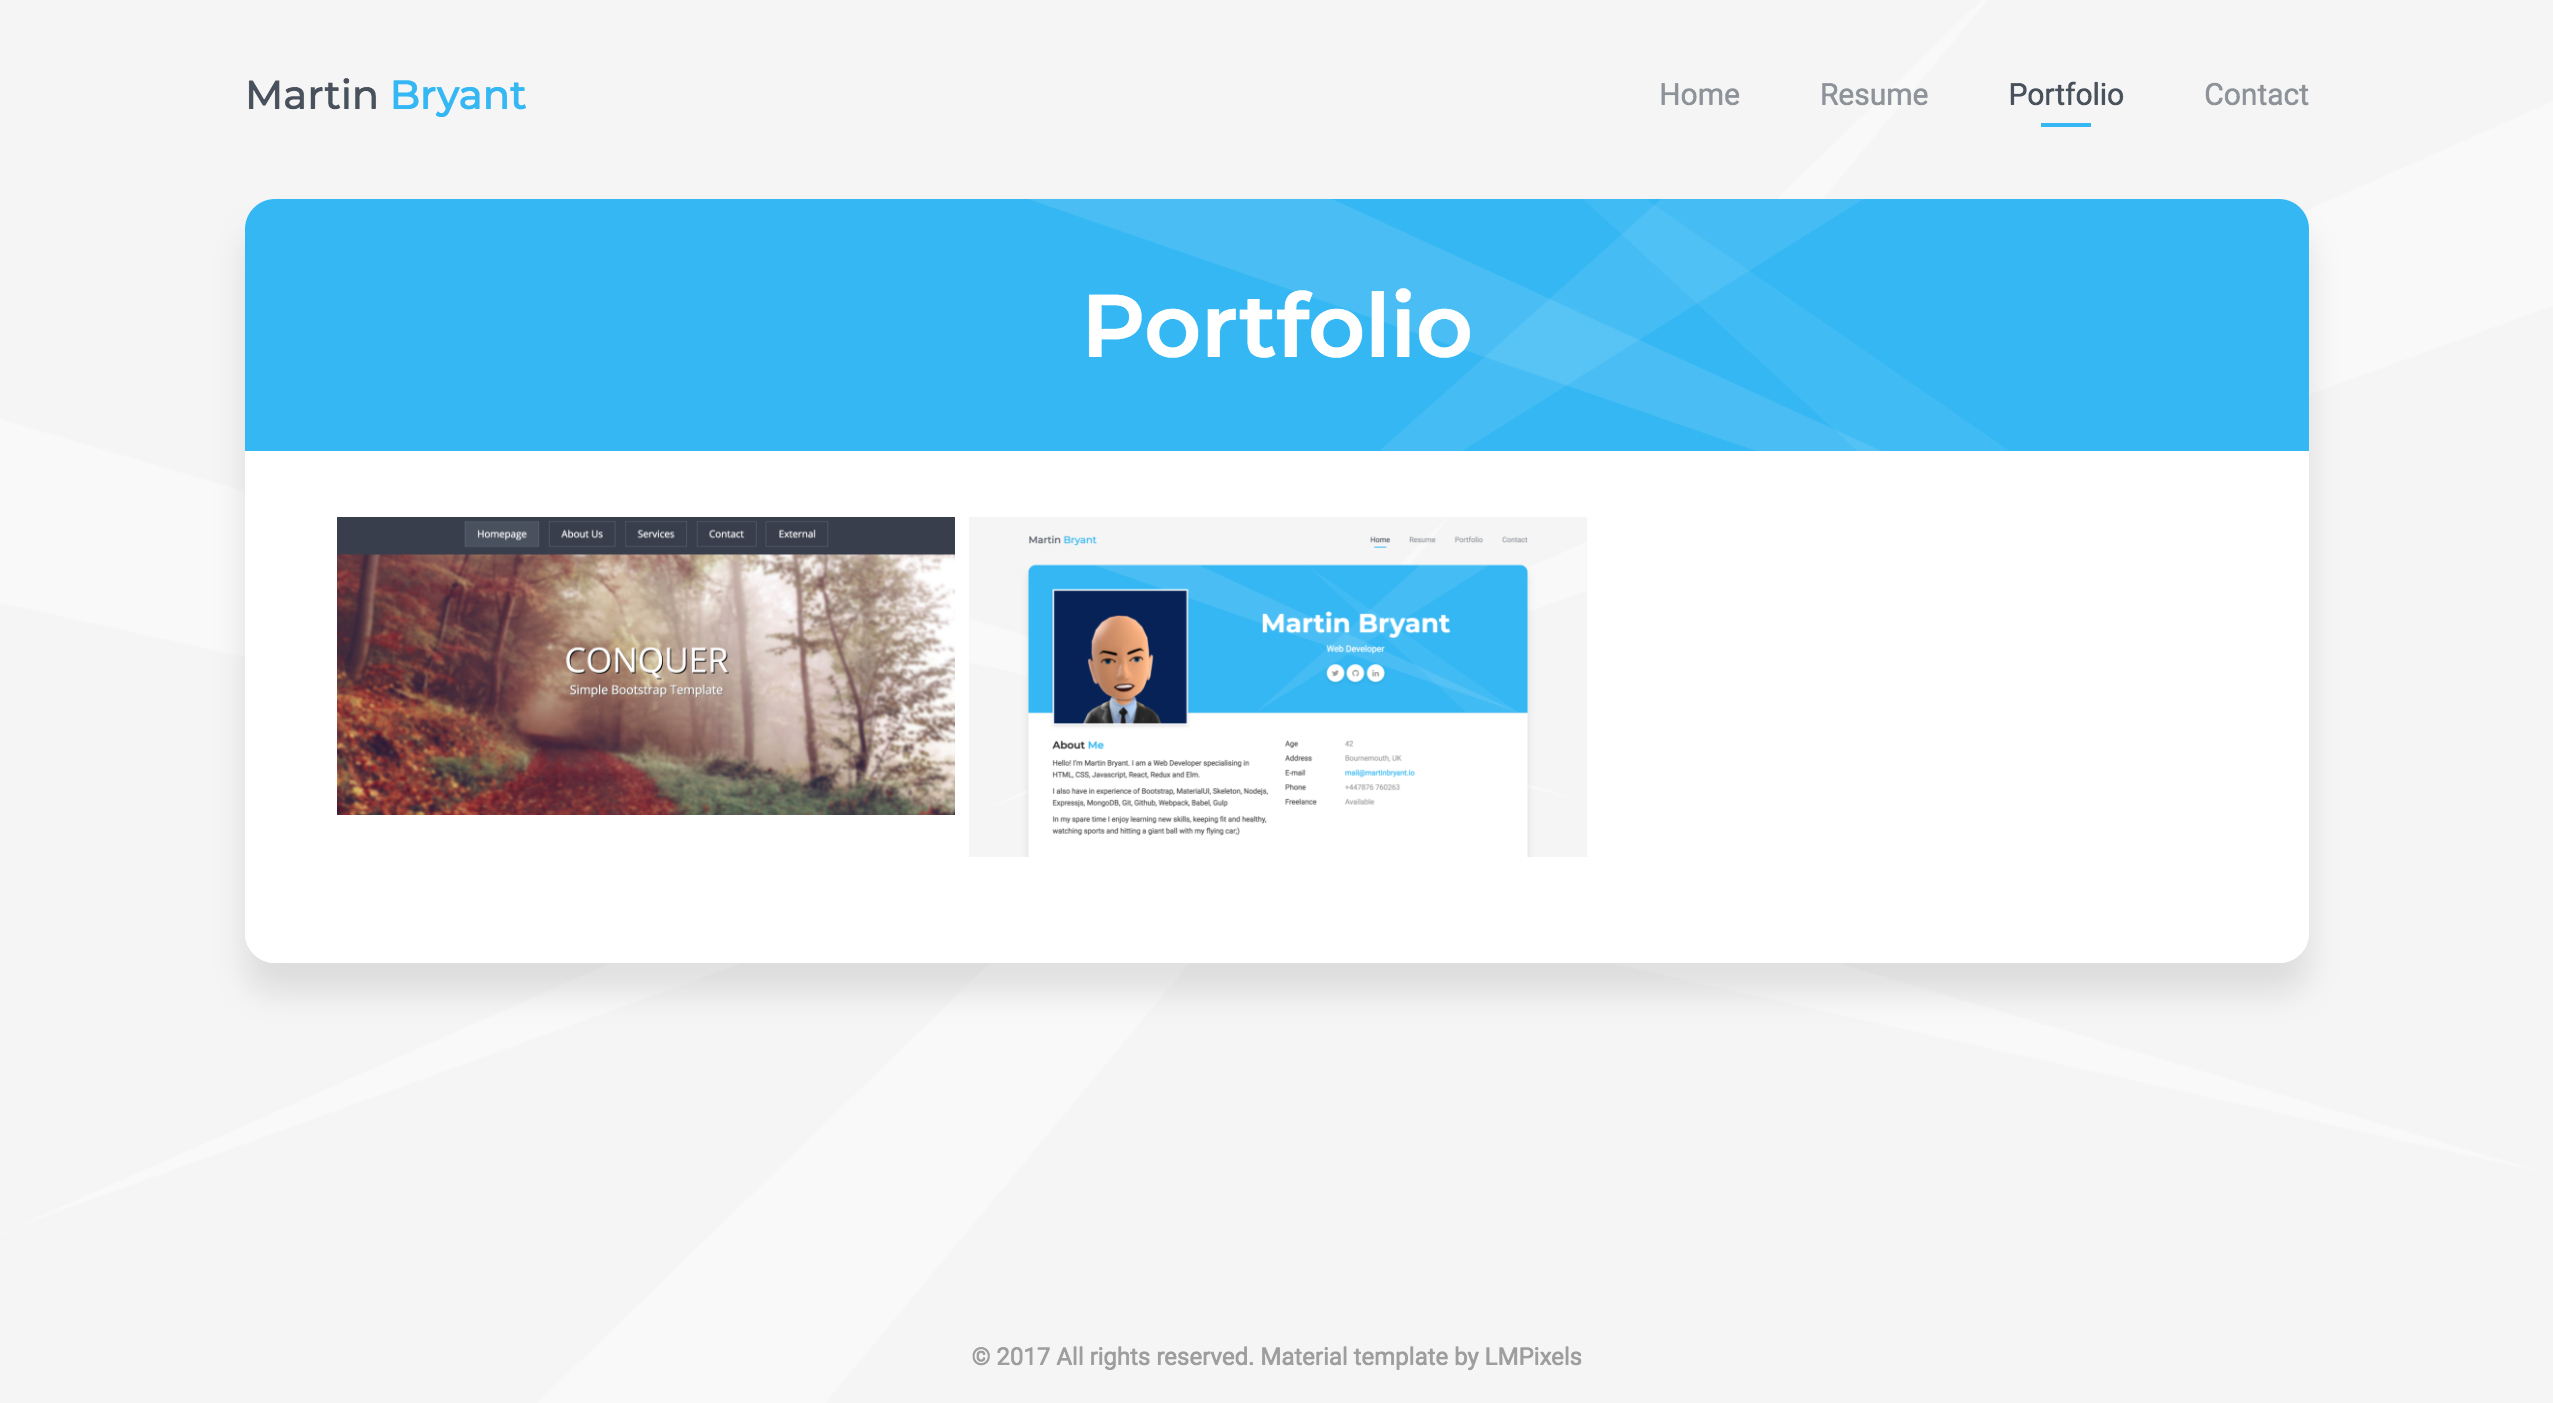 Martin Bryant
Home Resume Portfolio Contact
Portfolio
Homepage About Us Services Contact External
CONQUER
Simple Bootstrap Template
Martin Bryant
Home Resume Portfolio Contact
Martin Bryant
Web Developer
About Me
Hello! I'm Martin Bryant. I am a Web Developer specialising in
HTML, CSS, Javascript, React, Redux and Elm.
I also have in experience of Bootstrap, MaterialUI, Skeleton, Nodejs,
Expressjs, MongoDB, Git, Github, Webpack, Babel, Gulp
In my spare time I enjoy learning new skills, keeping fit and healthy,
watching sports and hitting a giant ball with my flying car;)
Age 42
Address Bournemouth, UK
E-mail mail@martinbryant.io
Phone +447876 760263
Freelance Available
© 2017 All rights reserved. Material template by LMPixels